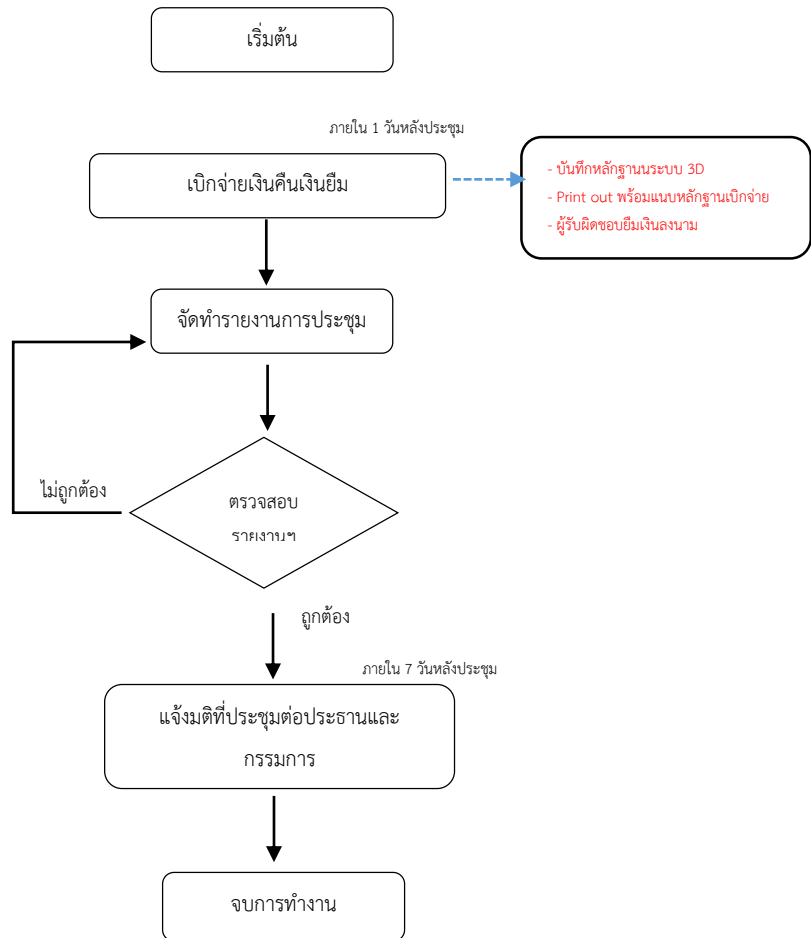 เริ่มต้น
ภายใน 1 วันหลังประชุม
เบิกจ่ายเงินคืนเงินยืม
- บันทึกหลักฐานนระบบ 3D
- Print out พร้อมแนบหลักฐานเบิกจ่าย
- ผู้รับผิดชอบยืมเงินลงนาม
จัดทำรายงานการประชุม
ไม่ถูกต้อง
ตรวจสอบ
รายงานฯ
ถูกต้อง
ภายใน 7 วันหลังประชุม
แจ้งมติที่ประชุมต่อประธานและ
กรรมการ
จบการทำงาน